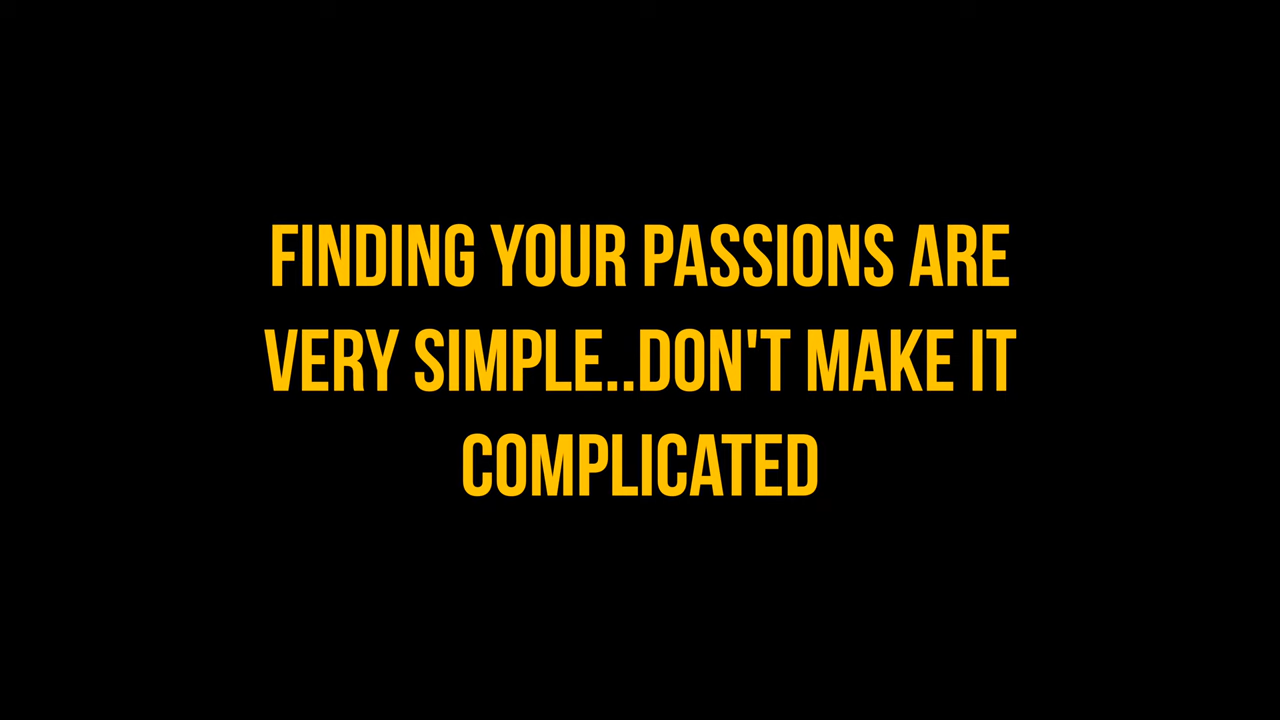 FINDING YOUR PASSIONS ARE
VERY SIMPLE..DON'T MAKE IT
COMPLICATED